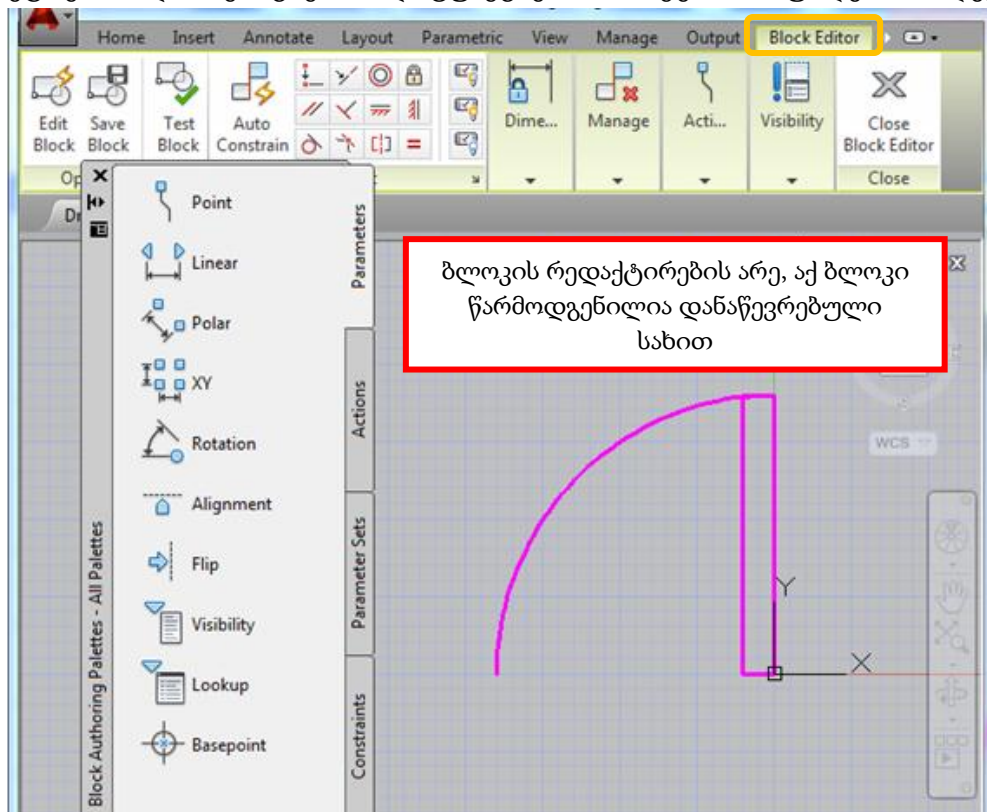 Home Insert Annotate Layout Parametric View Manage Output Block Editor
Edit Block
Save Block
Test Block
Auto Constrain
Dime...
Manage
Acti...
Visibility
Close Block Editor
Close
Point
Linear
Polar
XY
Rotation
Alignment
Flip
Visibility
Lookup
Basepoint
Parameters
Actions
Parameter Sets
Constraints
Block Authoring Palettes - All Palettes
ბლოკის რედაქტირების არე, აქ ბლოკი
წარმოდგენილია დანაწევრებული
სახით
WCS
Y
X